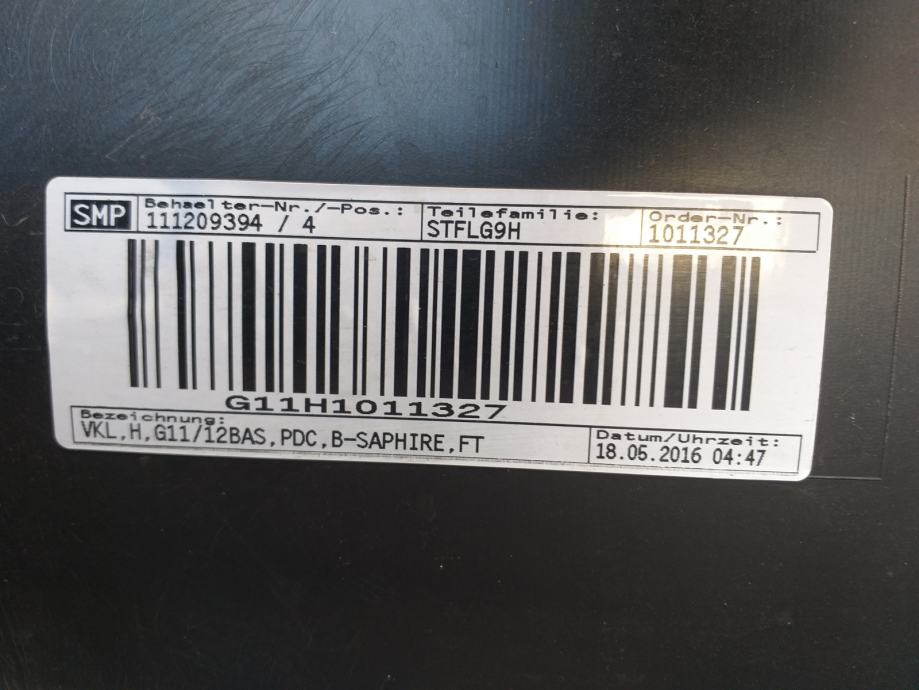 SMP
Behaelter-Nr./-Pos.:
111209394 / 4
Teilefamilie:
STFLG9H
Order-Nr.:
1011327
G11H1011327
Bezeichnung:
VKL,H,G11/12BAS,PDC,B-SAPHIRE,FT
Datum/Uhrzeit:
18.05.2016 04:47